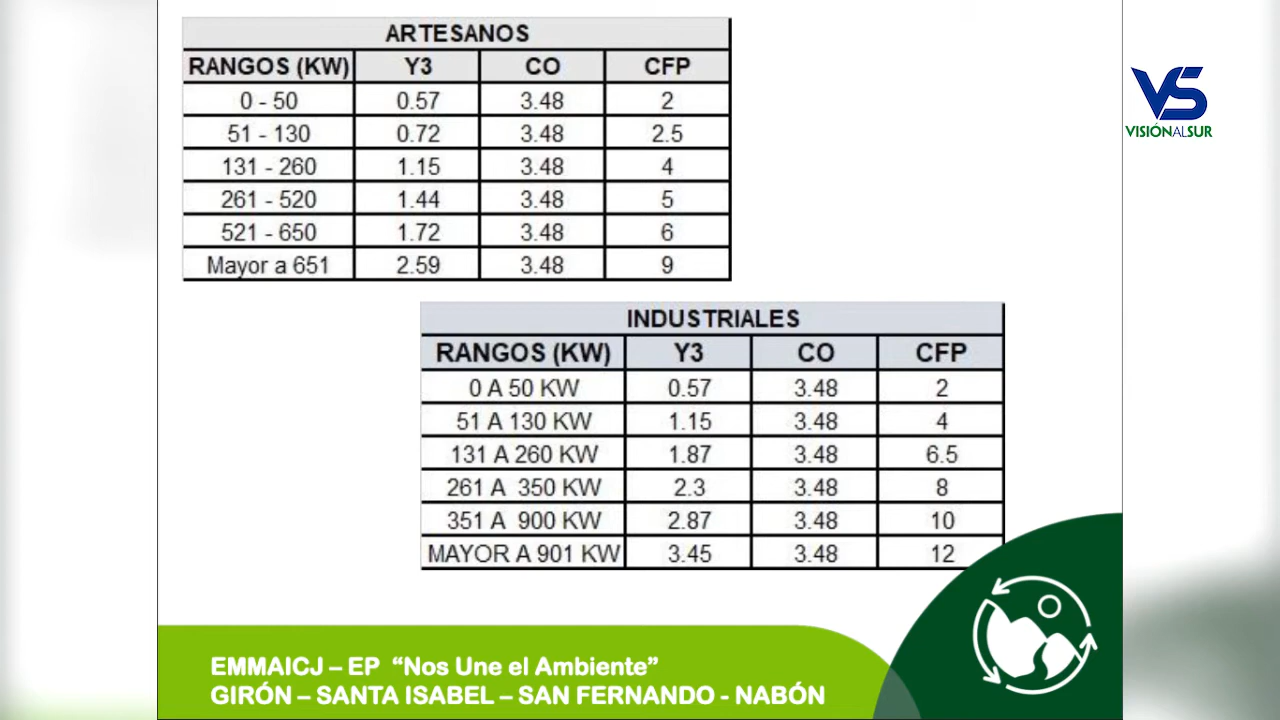 ARTESANOS
RANGOS (KW) Y3 CO CFP
0 - 50 0.57 3.48 2
51 - 130 0.72 3.48 2.5
131 - 260 1.15 3.48 4
261 - 520 1.44 3.48 5
521 - 650 1.72 3.48 6
Mayor a 651 2.59 3.48 9
VS
VISIÓNALSUR
INDUSTRIALES
RANGOS (KW) Y3 CO CFP
0 A 50 KW 0.57 3.48 2
51 A 130 KW 1.15 3.48 4
131 A 260 KW 1.87 3.48 6.5
261 A 350 KW 2.3 3.48 8
351 A 900 KW 2.87 3.48 10
MAYOR A 901 KW 3.45 3.48 12
EMMAICJ – EP “Nos Une el Ambiente”
GIRÓN – SANTA ISABEL – SAN FERNANDO - NABÓN